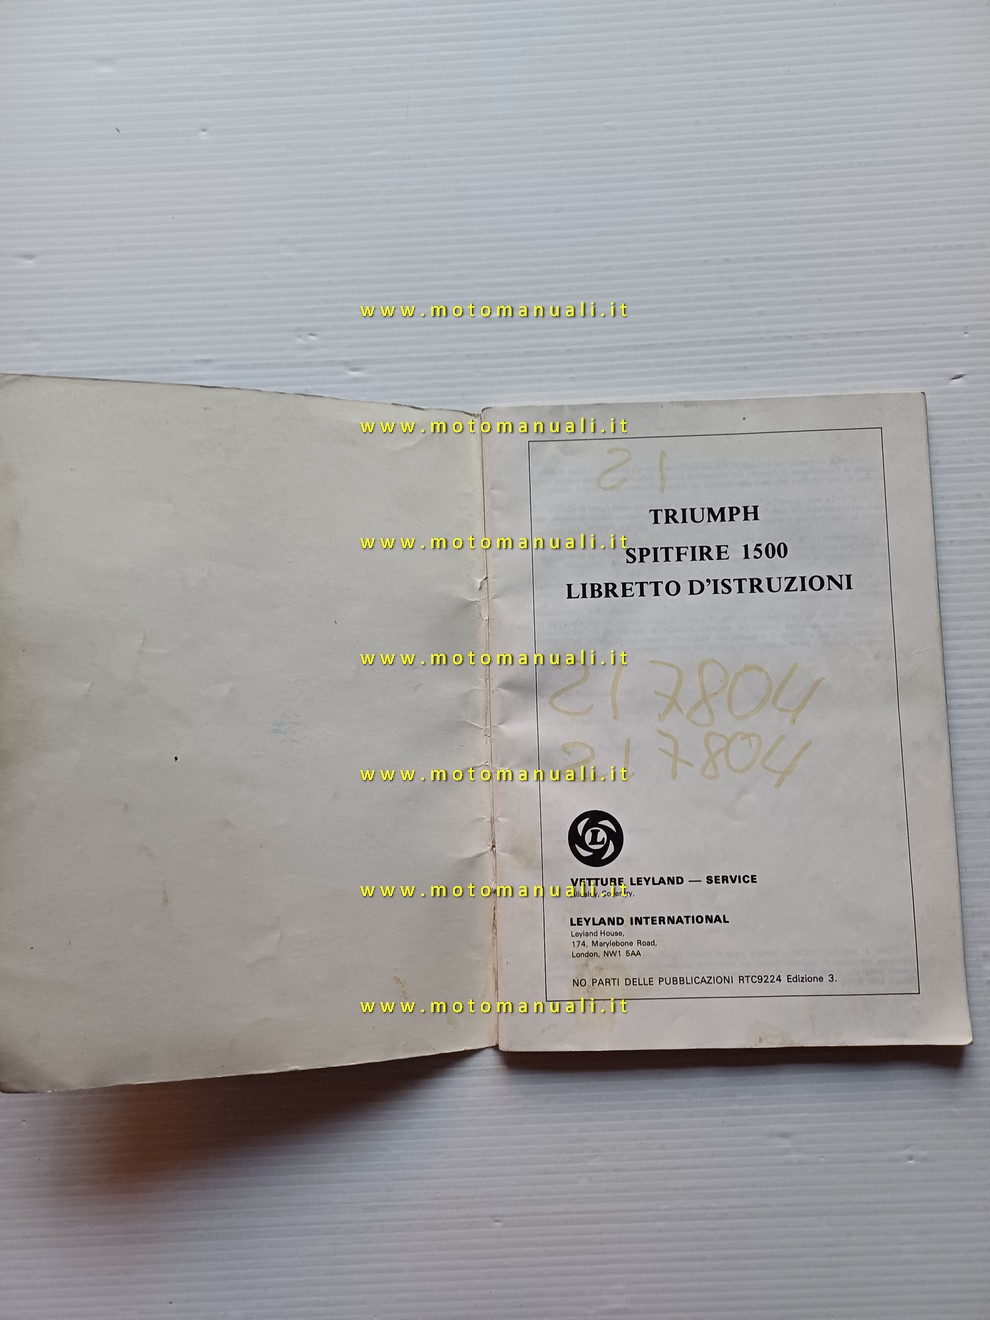 www.motomanuali.it
www.motomanuali.it
21
TRIUMPH
www.motomanuali.it
SPITFIRE 1500
LIBRETTO D'ISTRUZIONI
www.motomanuali.it
217804
217804
www.motomanuali.it
L
VETTURE LEYLAND — SERVICE
www.motomanuali.it
LEYLAND INTERNATIONAL
Leyland House,
174, Marylebone Road,
London, NW1 5AA
NO PARTI DELLE PUBBLICAZIONI RTC9224 Edizione 3.
www.motomanuali.it